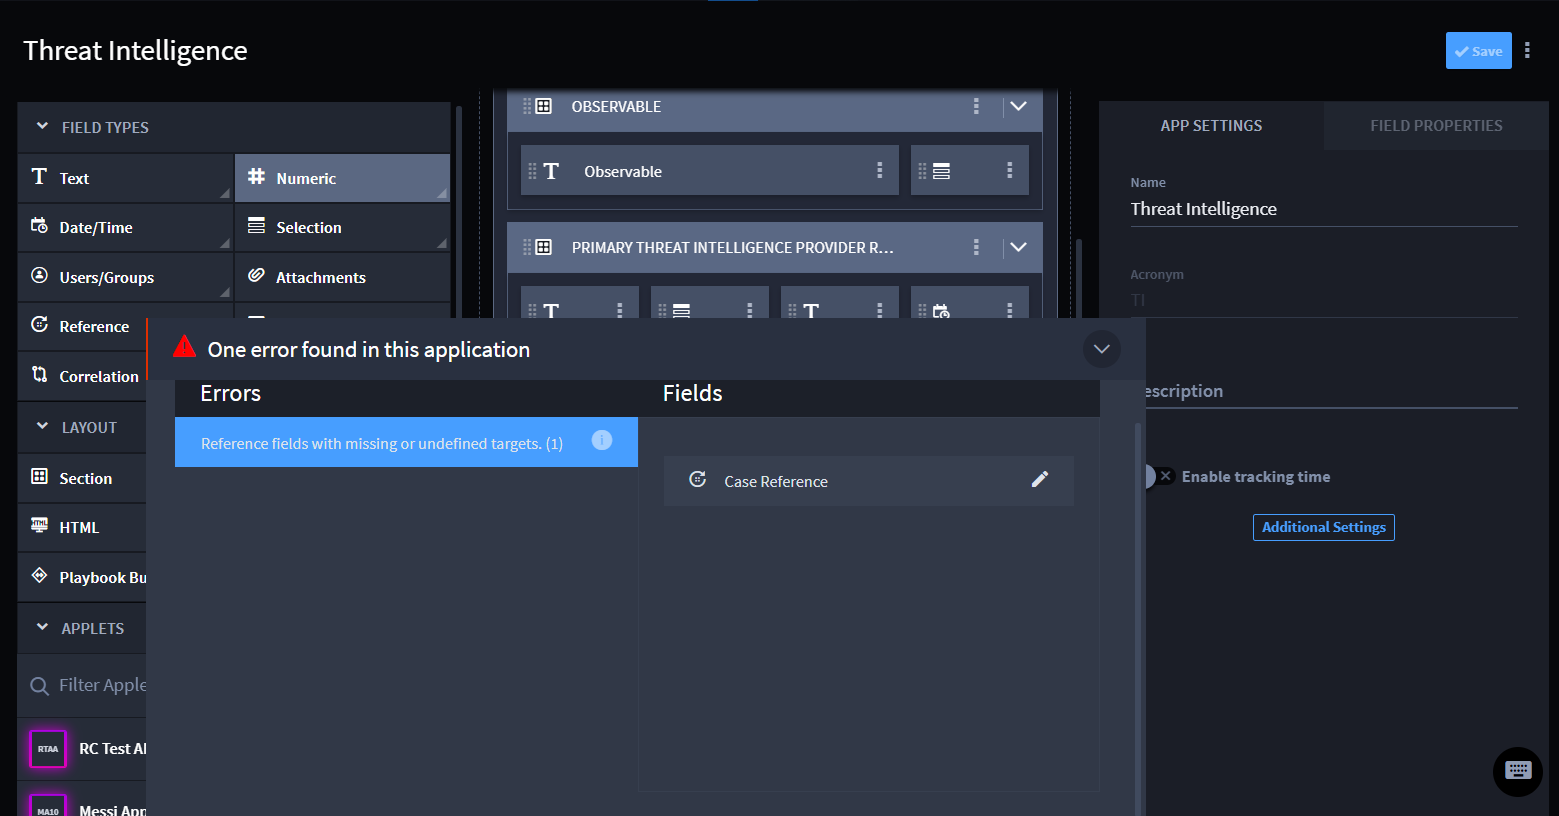 Threat Intelligence
Save
FIELD TYPES
Text
Numeric
Date/Time
Selection
Users/Groups
Attachments
Reference
Correlation
LAYOUT
Section
HTML
HTML
Playbook Bu
APPLETS
Filter Apple
RTAA
RC Test A
MA10
Messi App
OBSERVABLE
T
Observable
PRIMARY THREAT INTELLIGENCE PROVIDER R...
T
T
One error found in this application
Errors
Fields
Reference fields with missing or undefined targets. (1)
Case Reference
APP SETTINGS
FIELD PROPERTIES
Name
Threat Intelligence
Acronym
TI
escription
Enable tracking time
Additional Settings